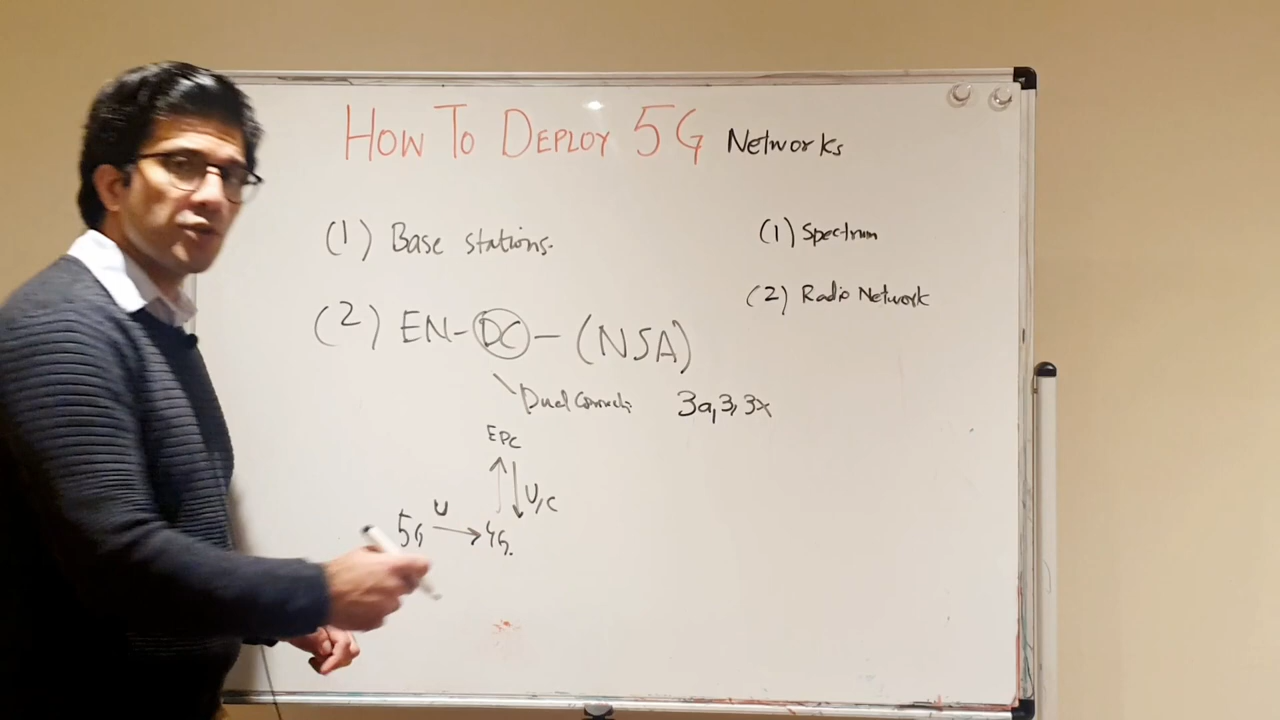 HOW TO DEPLOY 5G Networks
(1) Base stations.
(2) EN-DC- (NSA)
Dual
3a, 3, 3x
EPC
U/C
5G U 4G.
(1) Spectrum
(2) Radio Network